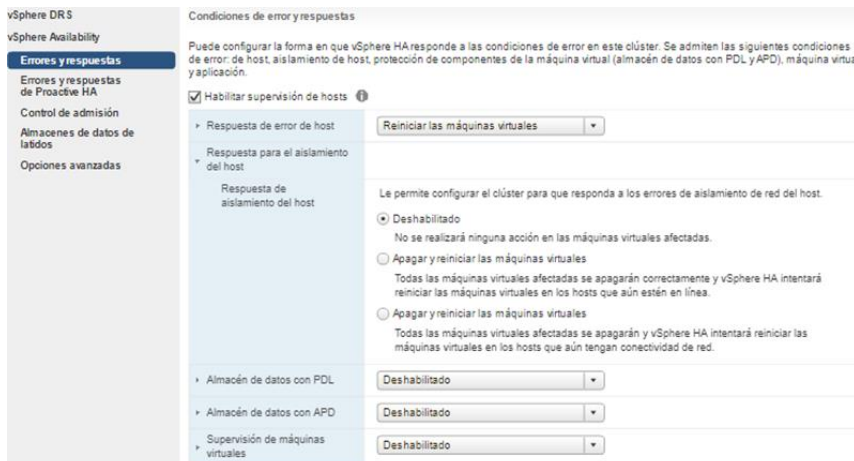 vSphere DRS
vSphere Availability
Errores y respuestas
Errores y respuestas
de Proactive HA
Control de admisión
Almacenes de datos de
latidos
Opciones avanzadas
Condiciones de error y respuestas
Puede configurar la forma en que vSphere HA responde a las condiciones de error en este clúster. Se admiten las siguientes condiciones
de error: de host, aislamiento de host, protección de componentes de la máquina virtual (almacén de datos con PDL y APD), máquina virtua
y aplicación.
Habilitar supervisión de hosts
Respuesta de error de host
Reiniciar las máquinas virtuales
Respuesta para el aislamiento
del host
Respuesta de
aislamiento del host
Le permite configurar el clúster para que responda a los errores de aislamiento de red del host.
Deshabilitado
No se realizará ninguna acción en las máquinas virtuales afectadas.
Apagar y reiniciar las máquinas virtuales
Todas las máquinas virtuales afectadas se apagarán correctamente y vSphere HA intentará
reiniciar las máquinas virtuales en los hosts que aún estén en línea.
Apagar y reiniciar las máquinas virtuales
Todas las máquinas virtuales afectadas se apagarán y vSphere HA intentará reiniciar las
máquinas virtuales en los hosts que aún tengan conectividad de red.
Almacén de datos con PDL
Deshabilitado
Almacén de datos con APD
Deshabilitado
Supervisión de máquinas
virtuales
Deshabilitado